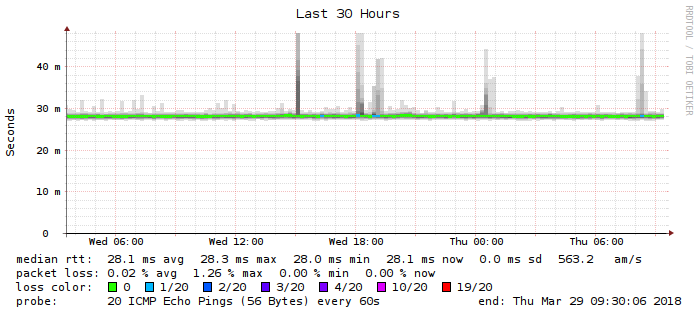 Last 30 Hours
RRDTOOL / TOBI OETIKER
Seconds
40 m
30 m
20 m
10 m
0
Wed 06:00 Wed 12:00 Wed 18:00 Thu 00:00 Thu 06:00
median rtt: 28.1 ms avg 28.3 ms max 28.0 ms min 28.1 ms now 0.0 ms sd 563.2 am/s
packet loss: 0.02 % avg 1.26 % max 0.00 % min 0.00 % now
loss color: 0 1/20 2/20 3/20 4/20 10/20 19/20
probe: 20 ICMP Echo Pings (56 Bytes) every 60s end: Thu Mar 29 09:30:06 2018